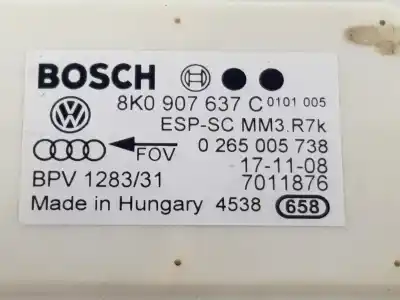 BOSCH
8K0 907 637 C 0101 005
ESP-SC MM3.R7k
FOV 0 265 005 738
17-11-08
BPV 1283/31 7011876
Made in Hungary 4538 658